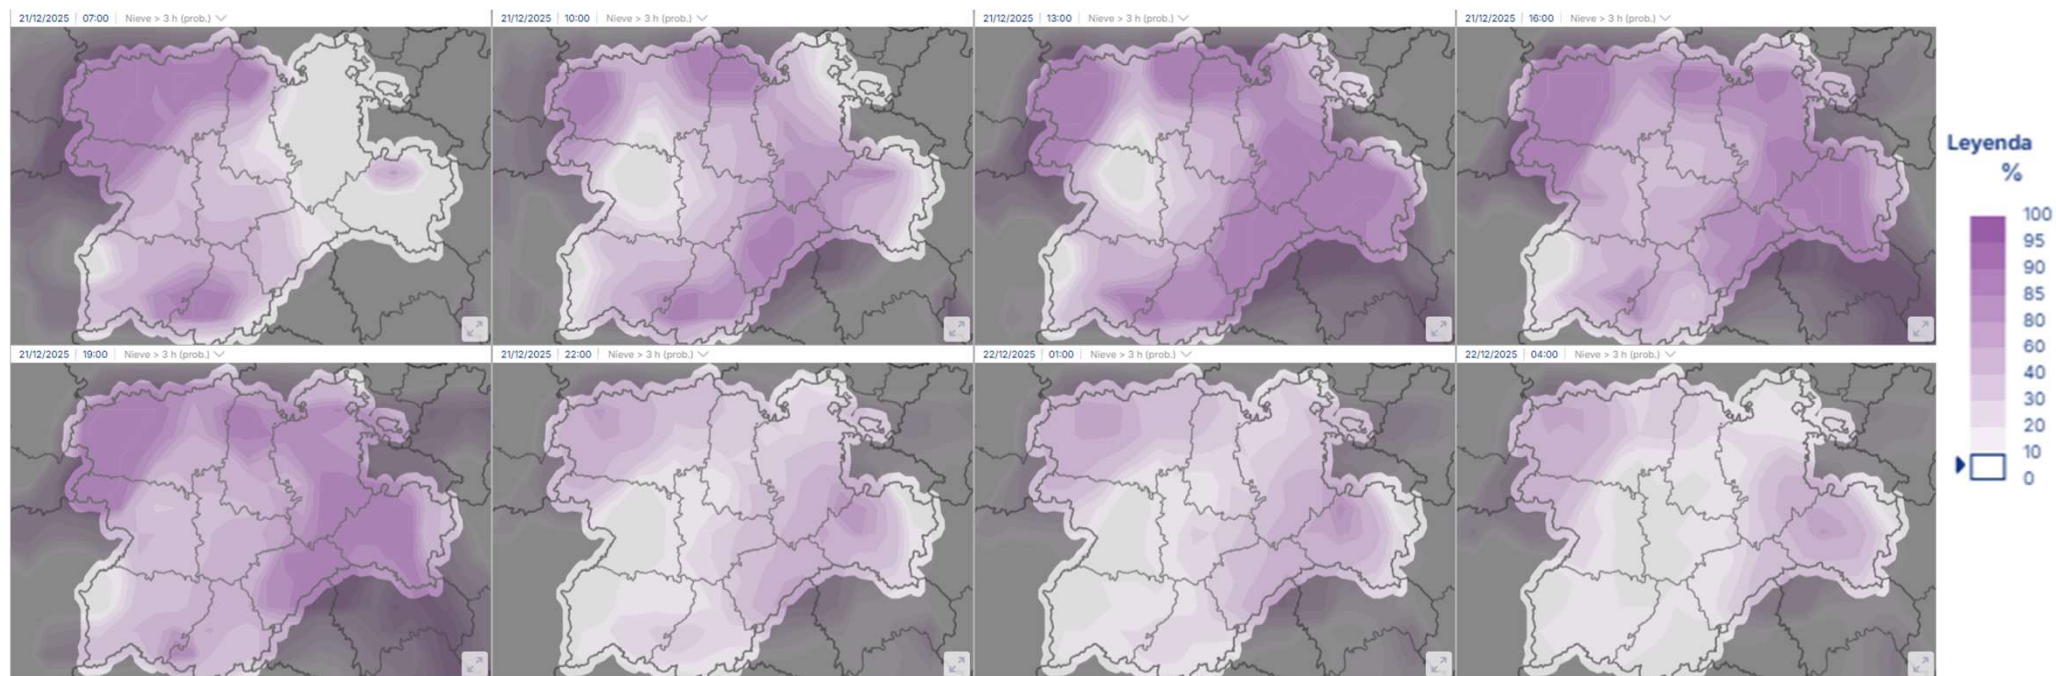 21/12/2025 07:00 Nieve > 3 h (prob.)
21/12/2025 10:00 Nieve > 3 h (prob.)
21/12/2025 13:00 Nieve > 3 h (prob.)
21/12/2025 16:00 Nieve > 3 h (prob.)
Leyenda
%
100
95
90
85
80
60
40
30
20
10
0
21/12/2025 19:00 Nieve > 3 h (prob.)
21/12/2025 22:00 Nieve > 3 h (prob.)
22/12/2025 01:00 Nieve > 3 h (prob.)
22/12/2025 04:00 Nieve > 3 h (prob.)